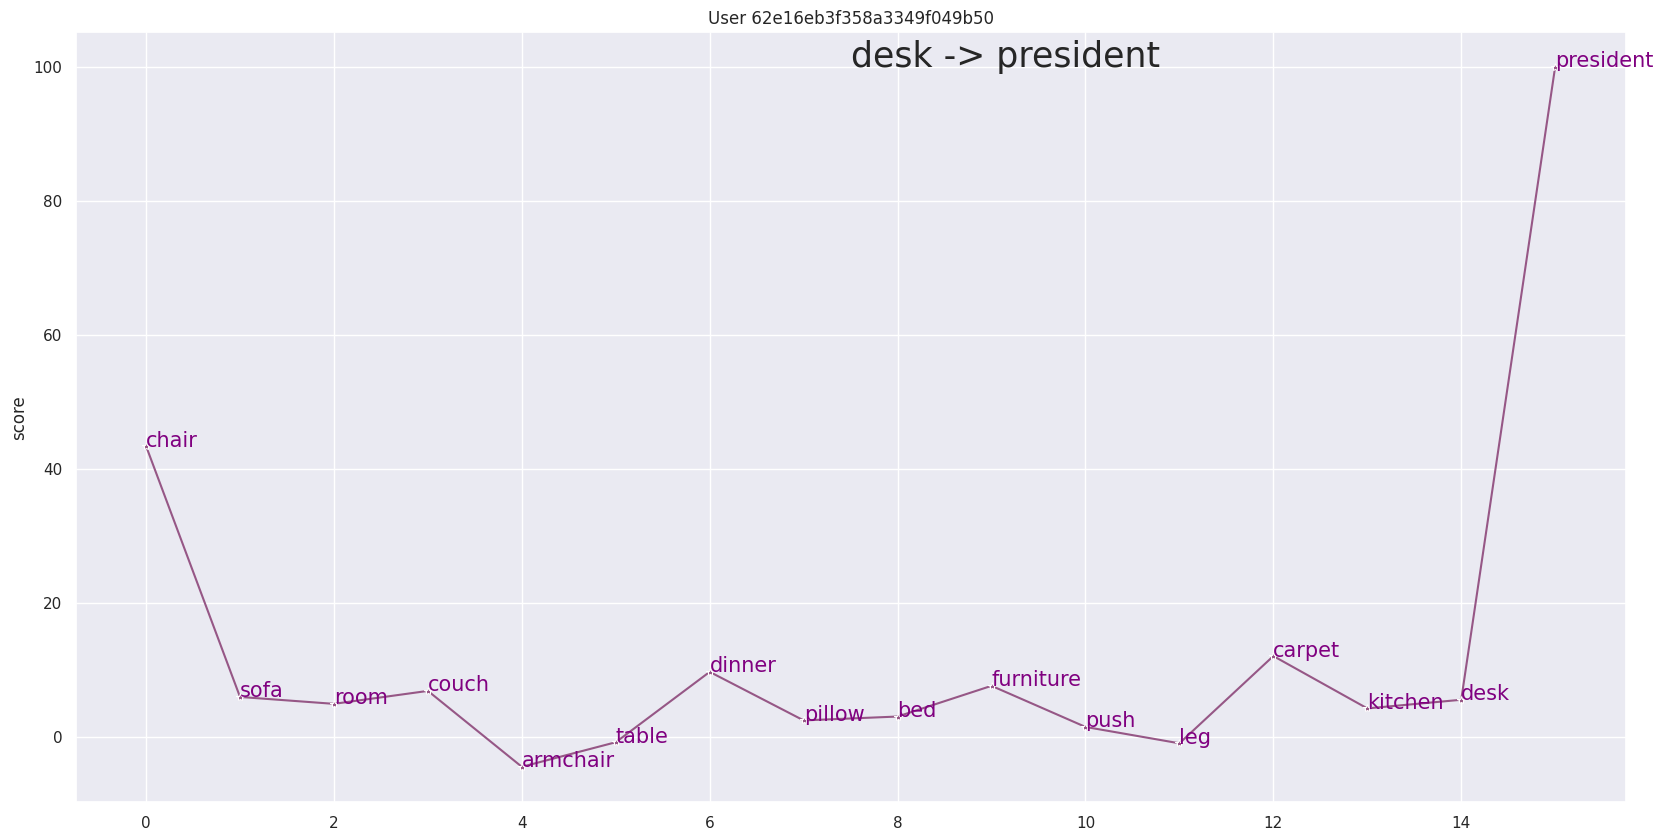 User 62e16eb3f358a3349f049b50
desk -> president
president
100
80
60
score
chair
40
20
carpet
dinner
furniture
couch
sofa
room
desk
kitchen
bed
pillow
push
table
leg
0
armchair
0 2 4 6 8 10 12 14